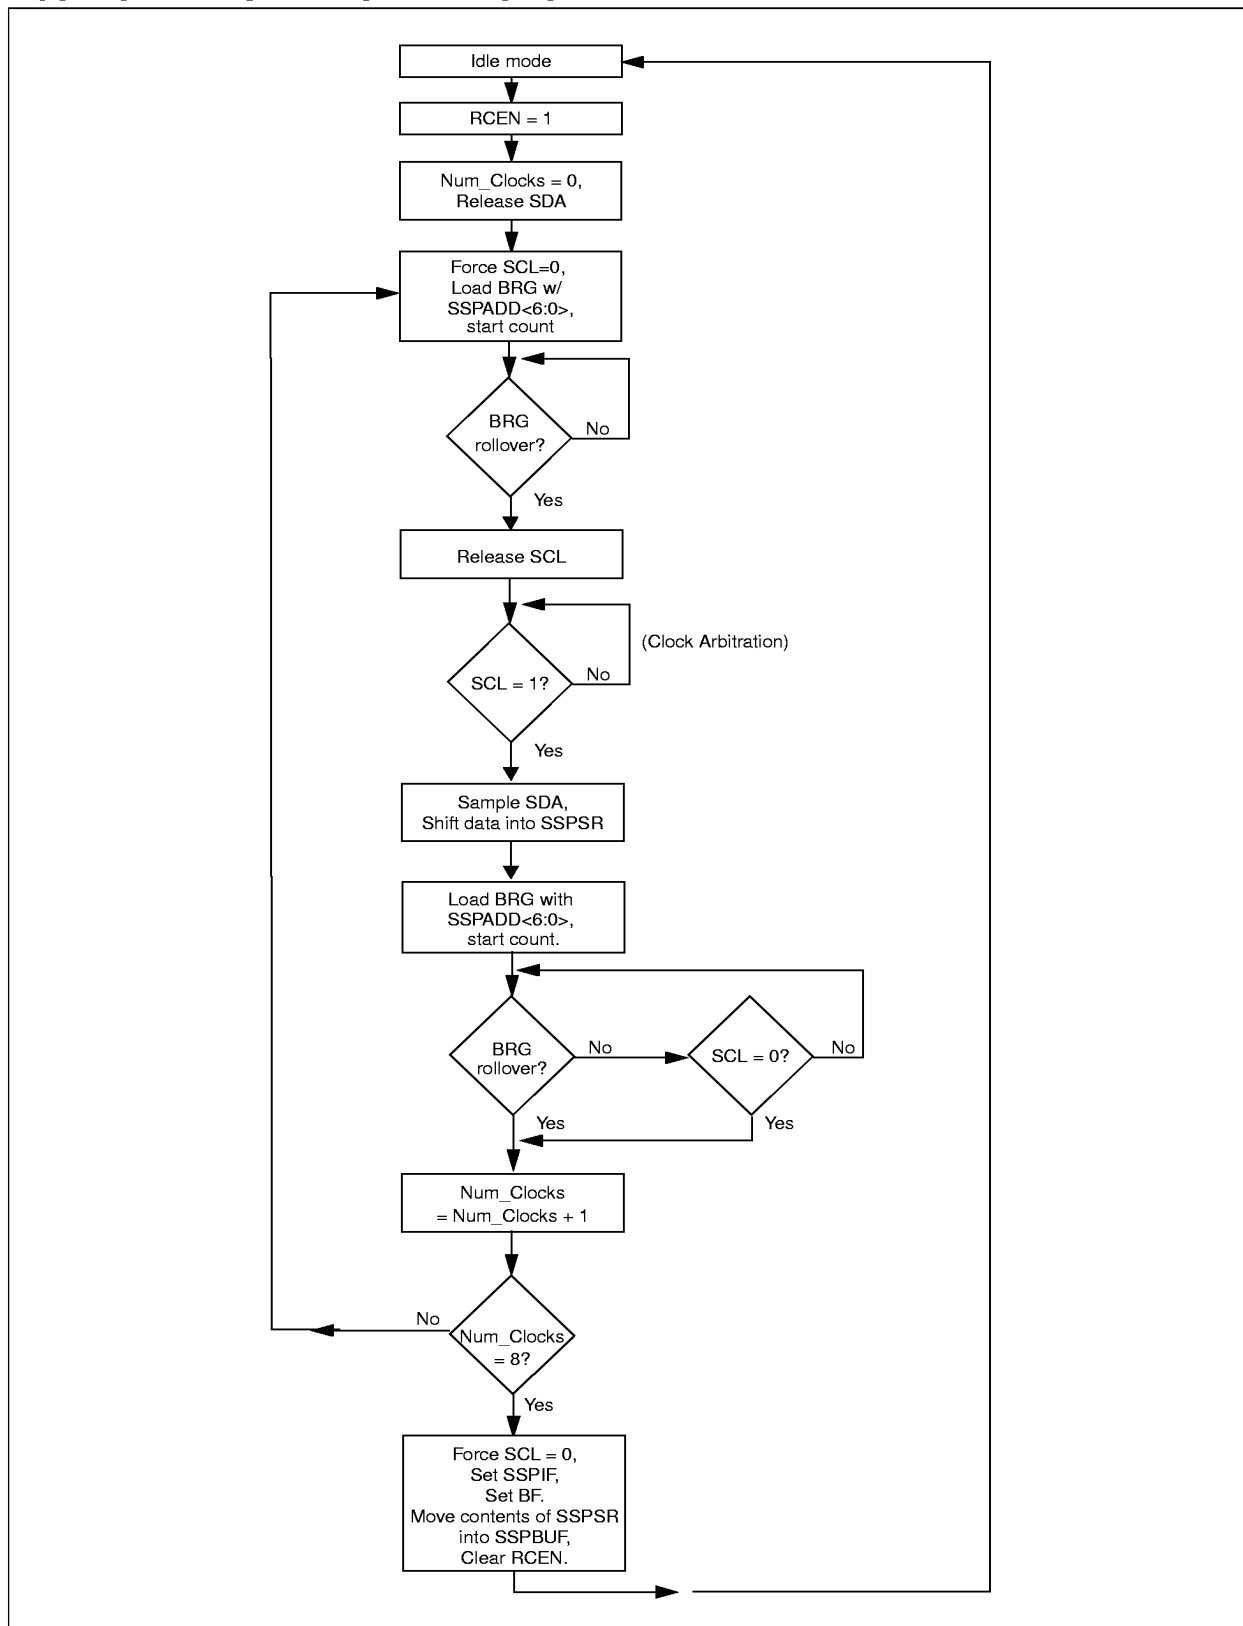 Idle mode
RCEN = 1
Num_Clocks = 0,
Release SDA
Force SCL=0,
Load BRG w/
SSPADD<6:0>,
start count
BRG
rollover?
No
Yes
Release SCL
(Clock Arbitration)
SCL = 1?
No
Yes
Sample SDA,
Shift data into SSPSR
Load BRG with
SSPADD<6:0>,
start count.
BRG
rollover?
No
SCL = 0?
No
Yes
Yes
Num_Clocks
= Num_Clocks + 1
No
Num_Clocks
= 8?
Yes
Force SCL = 0,
Set SSPIF,
Set BF.
Move contents of SSPSR
into SSPBUF,
Clear RCEN.